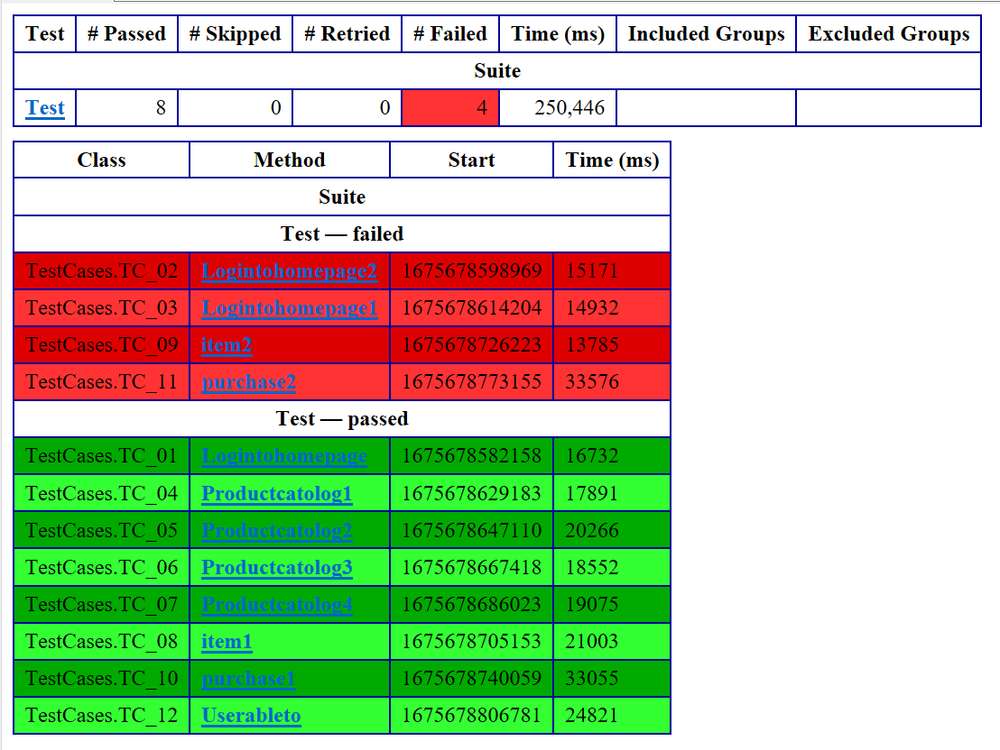 Test # Passed # Skipped # Retried # Failed Time (ms) Included Groups Excluded Groups
Suite
Test 8 0 0 4 250,446
Class Method Start Time (ms)
Suite
Test — failed
TestCases.TC_02 Logintohomepage2 1675678598969 15171
TestCases.TC_03 Logintohomepage1 1675678614204 14932
TestCases.TC_09 item2 1675678726223 13785
TestCases.TC_11 purchase2 1675678773155 33576
Test — passed
TestCases.TC_01 Logintohomepage 1675678582158 16732
TestCases.TC_04 Productcatolog1 1675678629183 17891
TestCases.TC_05 Productcatolog2 1675678647110 20266
TestCases.TC_06 Productcatolog3 1675678667418 18552
TestCases.TC_07 Productcatolog4 1675678686023 19075
TestCases.TC_08 item1 1675678705153 21003
TestCases.TC_10 purchase1 1675678740059 33055
TestCases.TC_12 Userableto 1675678806781 24821